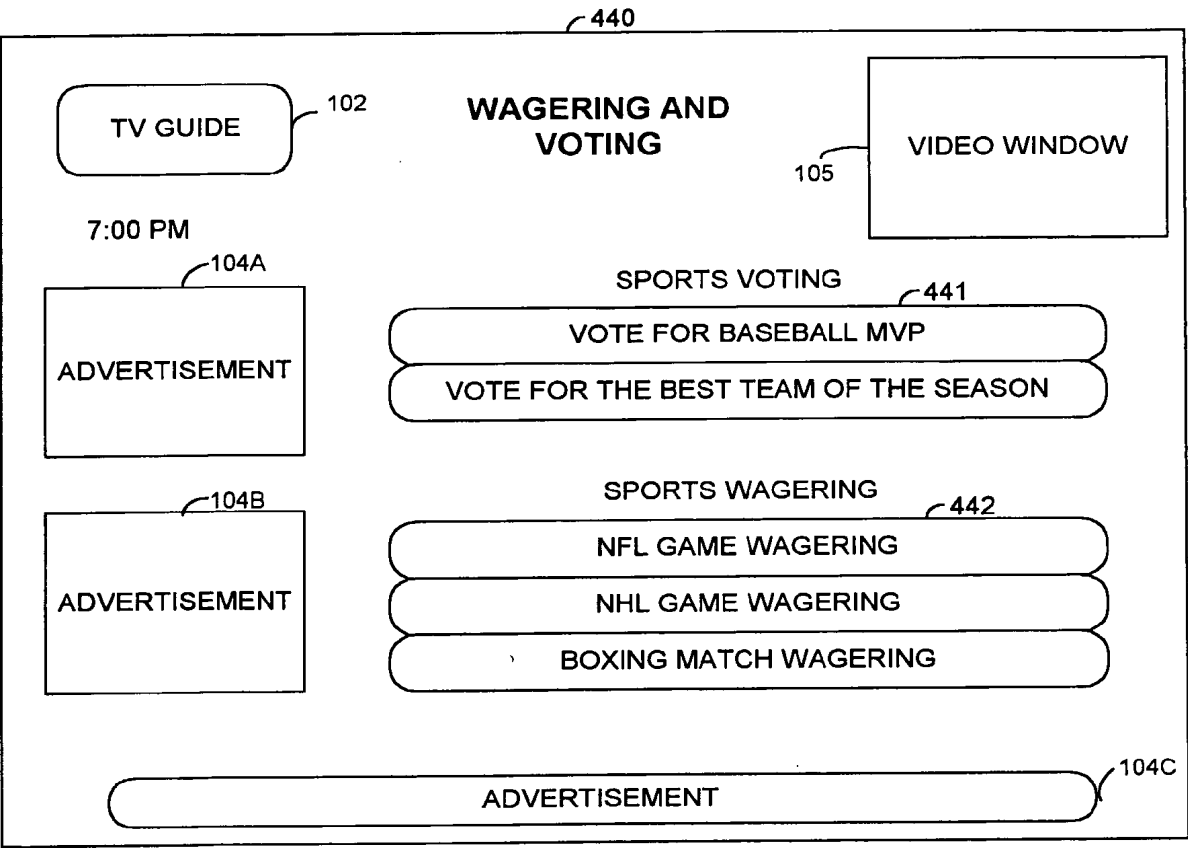 440
TV GUIDE
102
WAGERING AND
VOTING
105
VIDEO WINDOW
7:00 PM
104A
ADVERTISEMENT
SPORTS VOTING
441
VOTE FOR BASEBALL MVP
VOTE FOR THE BEST TEAM OF THE SEASON
104B
ADVERTISEMENT
SPORTS WAGERING
442
NFL GAME WAGERING
NHL GAME WAGERING
BOXING MATCH WAGERING
ADVERTISEMENT
104C